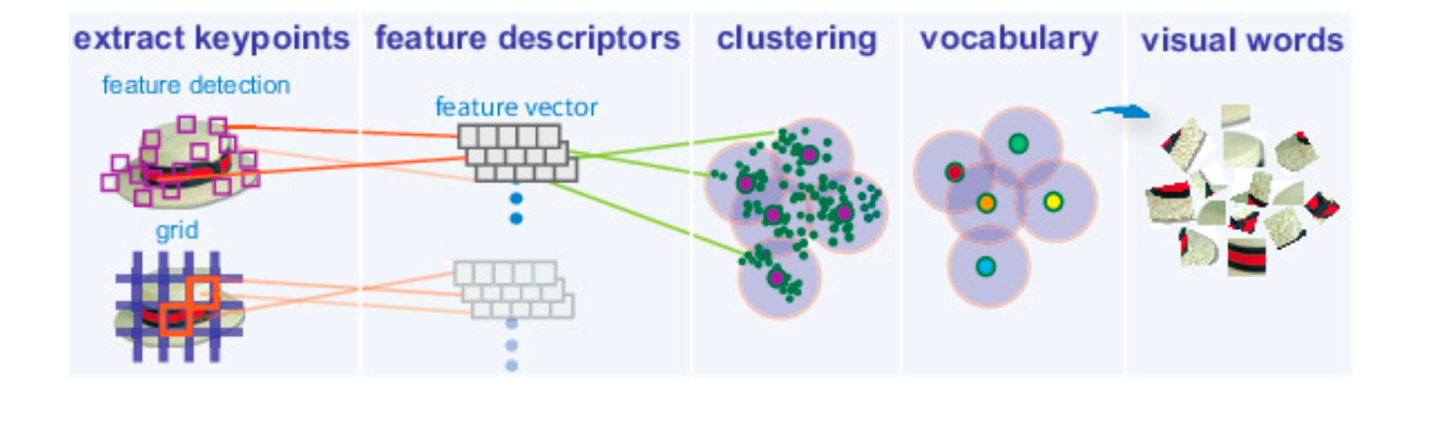 extract keypoints
feature descriptors
clustering
vocabulary
visual words
feature detection
feature vector
grid